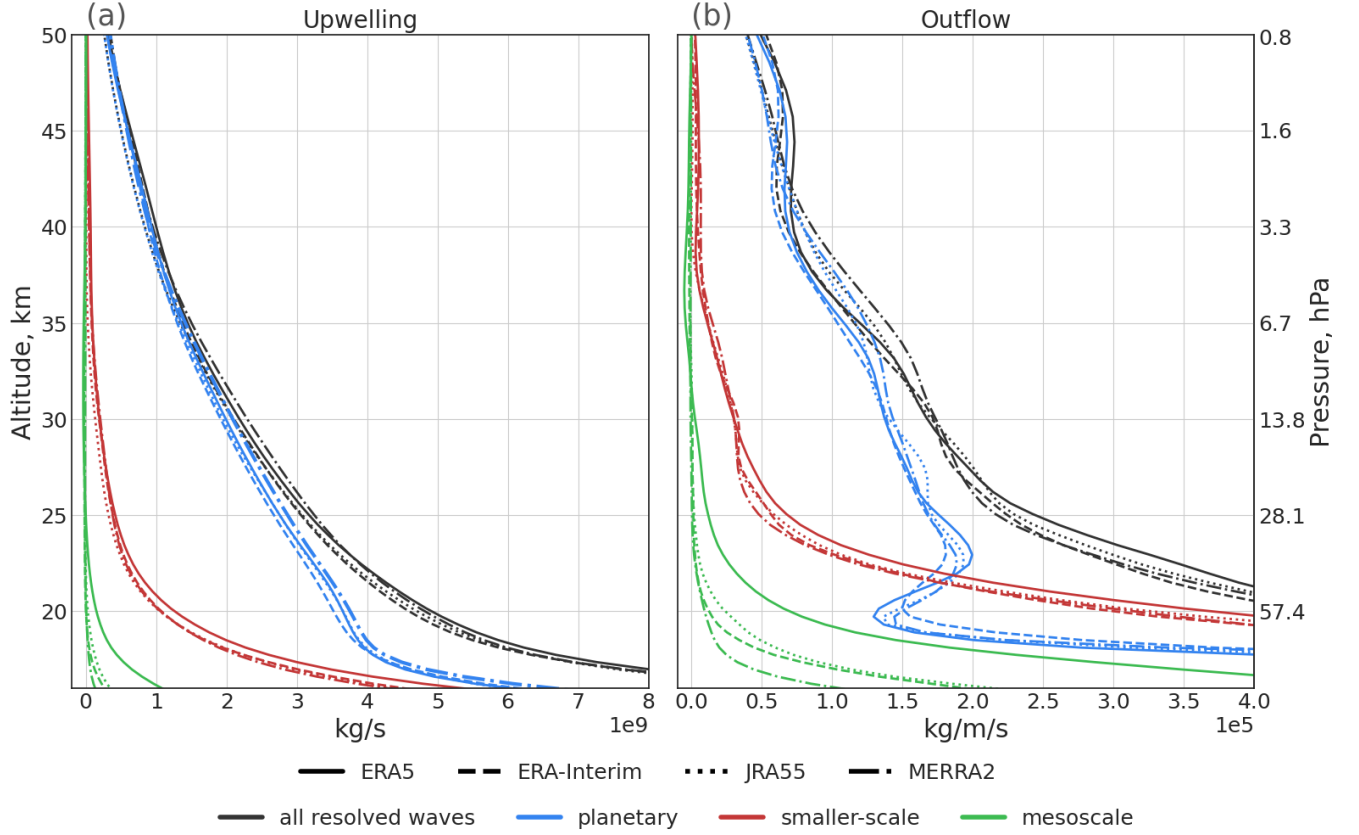 (a)
Upwelling
(b)
Outflow
50
45
40
35
30
25
20
Altitude, km
0
1
2
3
4
5
6
7
8
kg/s
1e9
0.0
0.5
1.0
1.5
2.0
2.5
3.0
3.5
4.0
kg/m/s
1e5
0.8
1.6
3.3
6.7
13.8
28.1
57.4
Pressure, hPa
ERA5
ERA-Interim
JRA55
MERRA2
all resolved waves
planetary
smaller-scale
mesoscale